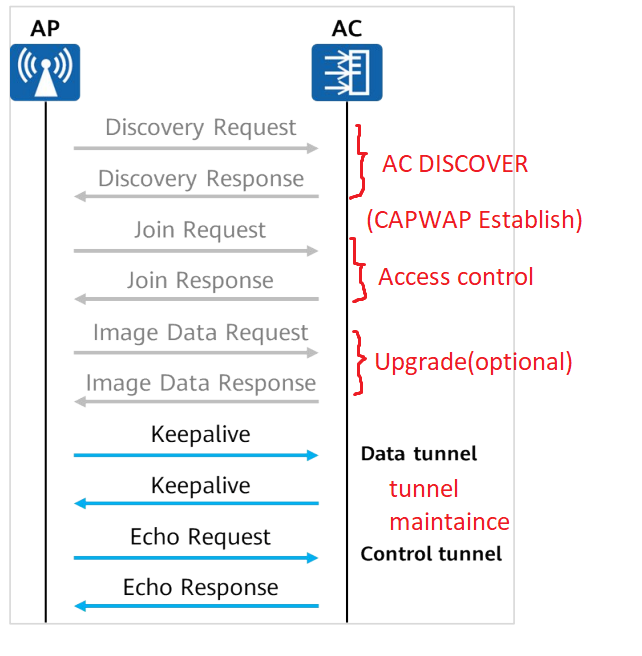 AP
AC
Discovery Request
Discovery Response
AC DISCOVER
(CAPWAP Establish)
Join Request
Join Response
Access control
Image Data Request
Image Data Response
Upgrade(optional)
Keepalive
Data tunnel
Keepalive
tunnel
maintaince
Echo Request
Control tunnel
Echo Response